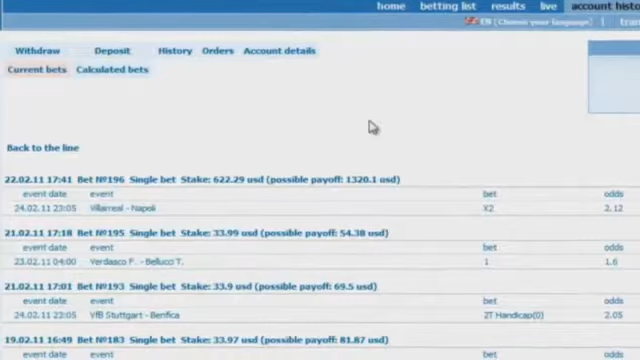 home betting list results live account histo
EN (Choose your language) | tran
Withdraw Deposit History Orders Account details
Current bets Calculated bets
Back to the line
22.02.11 17:41 Bet №196 Single bet Stake: 622.29 usd (possible payoff: 1320.1 usd)
event date event bet odds
24.02.11 23:05 Villarreal - Napoli X2 2.12
21.02.11 17:18 Bet №195 Single bet Stake: 33.99 usd (possible payoff: 54.38 usd)
event date event bet odds
23.02.11 04:00 Verdasco F. - Bellucci T. 1 1.6
21.02.11 17:01 Bet №193 Single bet Stake: 33.9 usd (possible payoff: 69.5 usd)
event date event bet odds
24.02.11 23:05 VfB Stuttgart - Benfica 2T Handicap(0) 2.05
19.02.11 16:49 Bet №183 Single bet Stake: 33.97 usd (possible payoff: 81.87 usd)
event date event bet odds